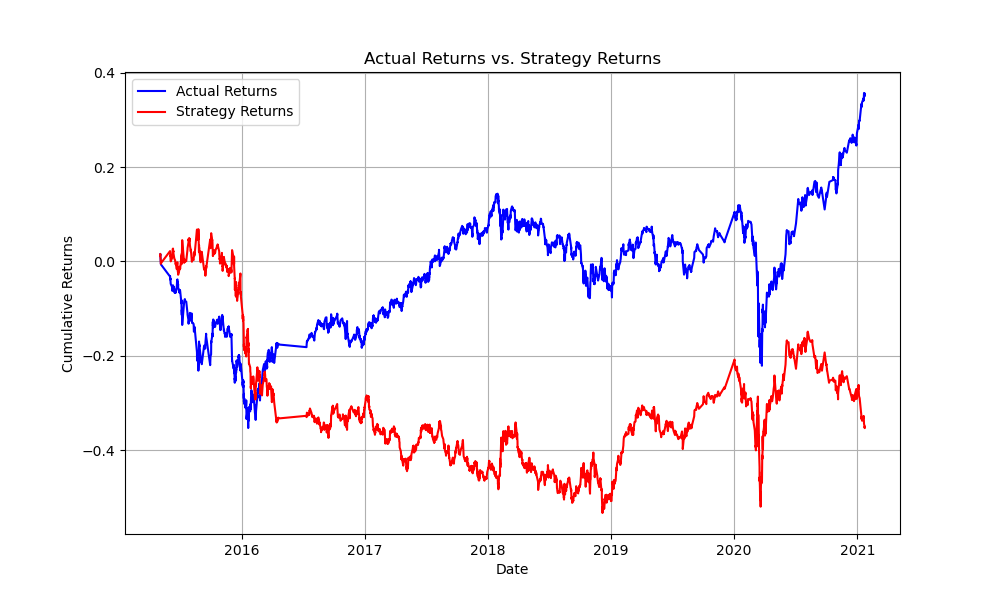 Actual Returns vs. Strategy Returns
Actual Returns
Strategy Returns
Cumulative Returns
0.4
0.2
0.0
−0.2
−0.4
2016
2017
2018
2019
2020
2021
Date